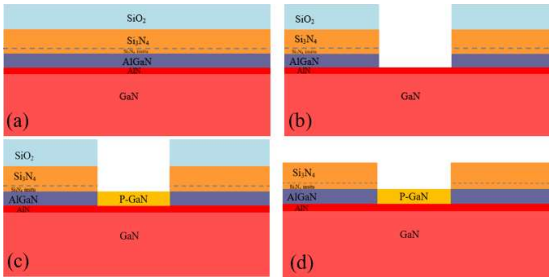 SiO2
Si3N4
AlGaN
AlN
GaN
(a)
SiO2
Si3N4
AlGaN
AlN
GaN
(b)
SiO2
Si3N4
AlGaN
P-GaN
AlN
GaN
(c)
Si3N4
AlGaN
P-GaN
AlN
GaN
(d)